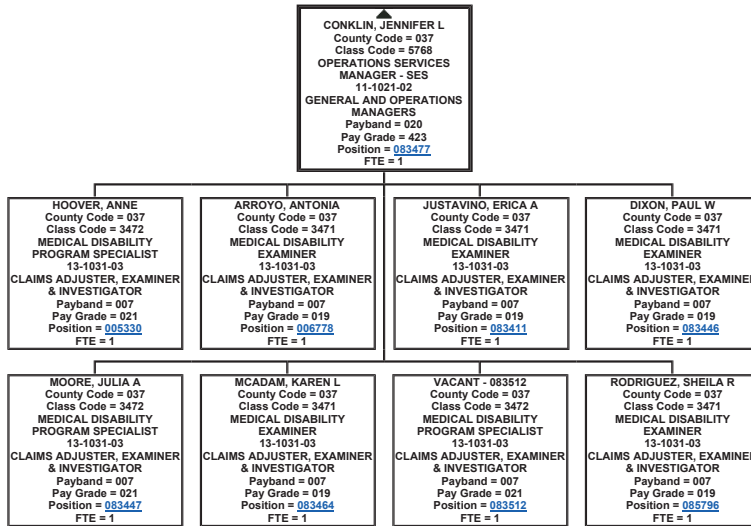 CONKLIN, JENNIFER L
County Code = 037
Class Code = 5768
OPERATIONS SERVICES
MANAGER - SES
11-1021-02
GENERAL AND OPERATIONS
MANAGERS
Payband = 020
Pay Grade = 423
Position = 083477
FTE = 1
HOOVER, ANNE
County Code = 037
Class Code = 3472
MEDICAL DISABILITY
PROGRAM SPECIALIST
13-1031-03
CLAIMS ADJUSTER, EXAMINER
& INVESTIGATOR
Payband = 007
Pay Grade = 021
Position = 005330
FTE = 1
ARROYO, ANTONIA
County Code = 037
Class Code = 3471
MEDICAL DISABILITY
EXAMINER
13-1031-03
CLAIMS ADJUSTER, EXAMINER
& INVESTIGATOR
Payband = 007
Pay Grade = 019
Position = 006778
FTE = 1
JUSTAVINO, ERICA A
County Code = 037
Class Code = 3471
MEDICAL DISABILITY
EXAMINER
13-1031-03
CLAIMS ADJUSTER, EXAMINER
& INVESTIGATOR
Payband = 007
Pay Grade = 019
Position = 083411
FTE = 1
DIXON, PAUL W
County Code = 037
Class Code = 3471
MEDICAL DISABILITY
EXAMINER
13-1031-03
CLAIMS ADJUSTER, EXAMINER
& INVESTIGATOR
Payband = 007
Pay Grade = 019
Position = 083446
FTE = 1
MOORE, JULIA A
County Code = 037
Class Code = 3472
MEDICAL DISABILITY
PROGRAM SPECIALIST
13-1031-03
CLAIMS ADJUSTER, EXAMINER
& INVESTIGATOR
Payband = 007
Pay Grade = 021
Position = 083447
FTE = 1
MCADAM, KAREN L
County Code = 037
Class Code = 3471
MEDICAL DISABILITY
EXAMINER
13-1031-03
CLAIMS ADJUSTER, EXAMINER
& INVESTIGATOR
Payband = 007
Pay Grade = 019
Position = 083464
FTE = 1
VACANT - 083512
County Code = 037
Class Code = 3472
MEDICAL DISABILITY
PROGRAM SPECIALIST
13-1031-03
CLAIMS ADJUSTER, EXAMINER
& INVESTIGATOR
Payband = 007
Pay Grade = 021
Position = 083512
FTE = 1
RODRIGUEZ, SHEILA R
County Code = 037
Class Code = 3471
MEDICAL DISABILITY
EXAMINER
13-1031-03
CLAIMS ADJUSTER, EXAMINER
& INVESTIGATOR
Payband = 007
Pay Grade = 019
Position = 085796
FTE = 1